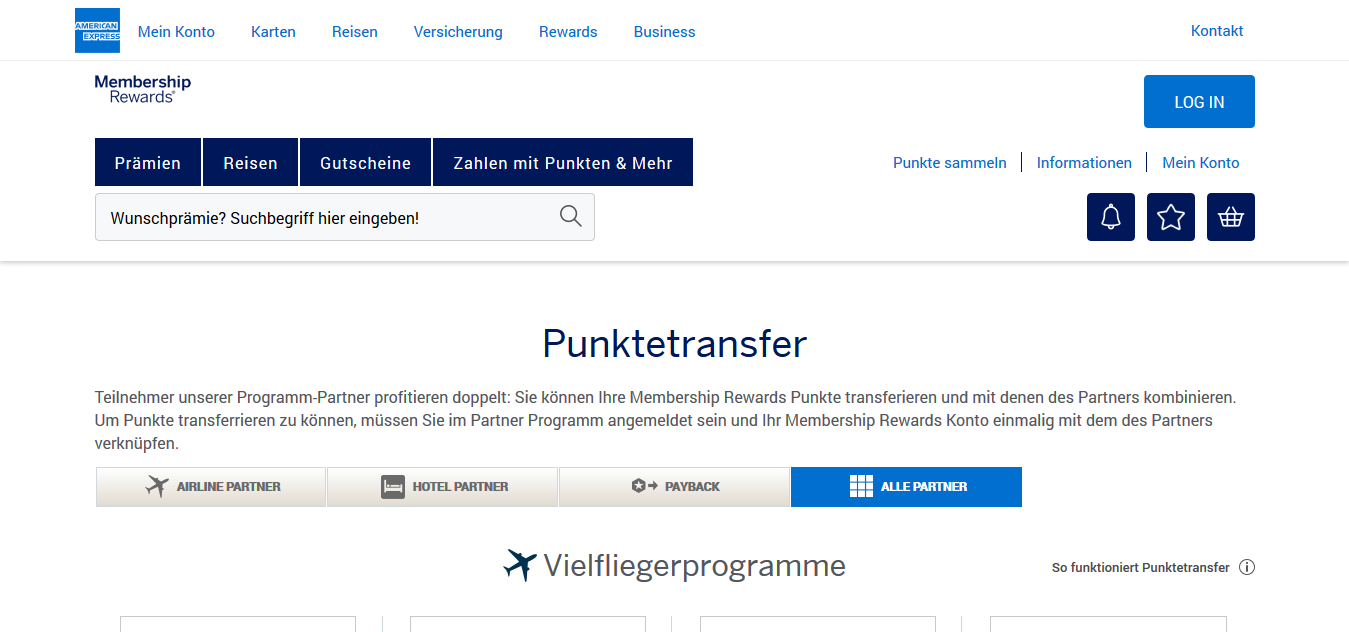 AMERICAN
EXPRESS
Mein Konto Karten Reisen Versicherung Rewards Business Kontakt
Membership
Rewards®
LOG IN
Prämien Reisen Gutscheine Zahlen mit Punkten & Mehr Punkte sammeln Informationen Mein Konto
Wunschprämie? Suchbegriff hier eingeben!
Punktetransfer
Teilnehmer unserer Programm-Partner profitieren doppelt: Sie können Ihre Membership Rewards Punkte transferieren und mit denen des Partners kombinieren.
Um Punkte transferrieren zu können, müssen Sie im Partner Programm angemeldet sein und Ihr Membership Rewards Konto einmalig mit dem des Partners
verknüpfen.
AIRLINE PARTNER HOTEL PARTNER PAYBACK ALLE PARTNER
Vielfliegerprogramme So funktioniert Punktetransfer